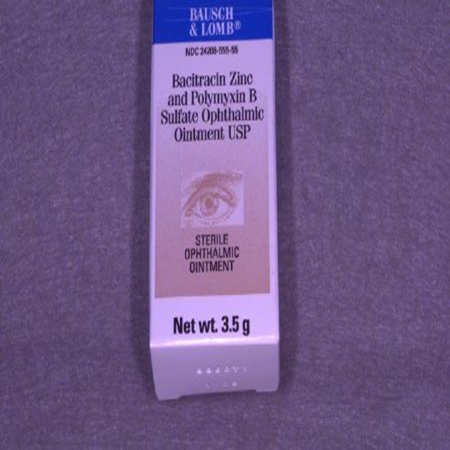 BAUSCH
& LOMB®
NDC 24208-555-55
Bacitracin Zinc
and Polymyxin B
Sulfate Ophthalmic
Ointment USP
STERILE
OPHTHALMIC
OINTMENT
Net wt. 3.5 g